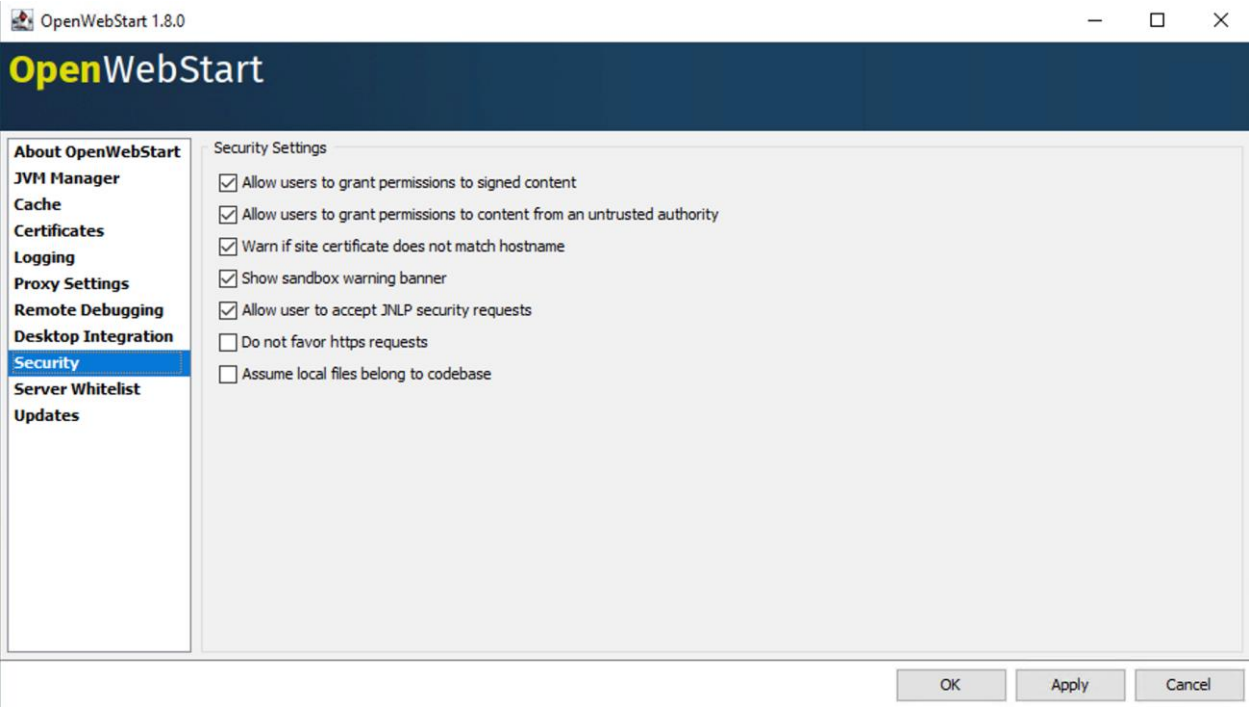 OpenWebStart 1.8.0
OpenWebStart
About OpenWebStart
JVM Manager
Cache
Certificates
Logging
Proxy Settings
Remote Debugging
Desktop Integration
Security
Server Whitelist
Updates
Security Settings
Allow users to grant permissions to signed content
Allow users to grant permissions to content from an untrusted authority
Warn if site certificate does not match hostname
Show sandbox warning banner
Allow user to accept JNLP security requests
Do not favor https requests
Assume local files belong to codebase
OK Apply Cancel